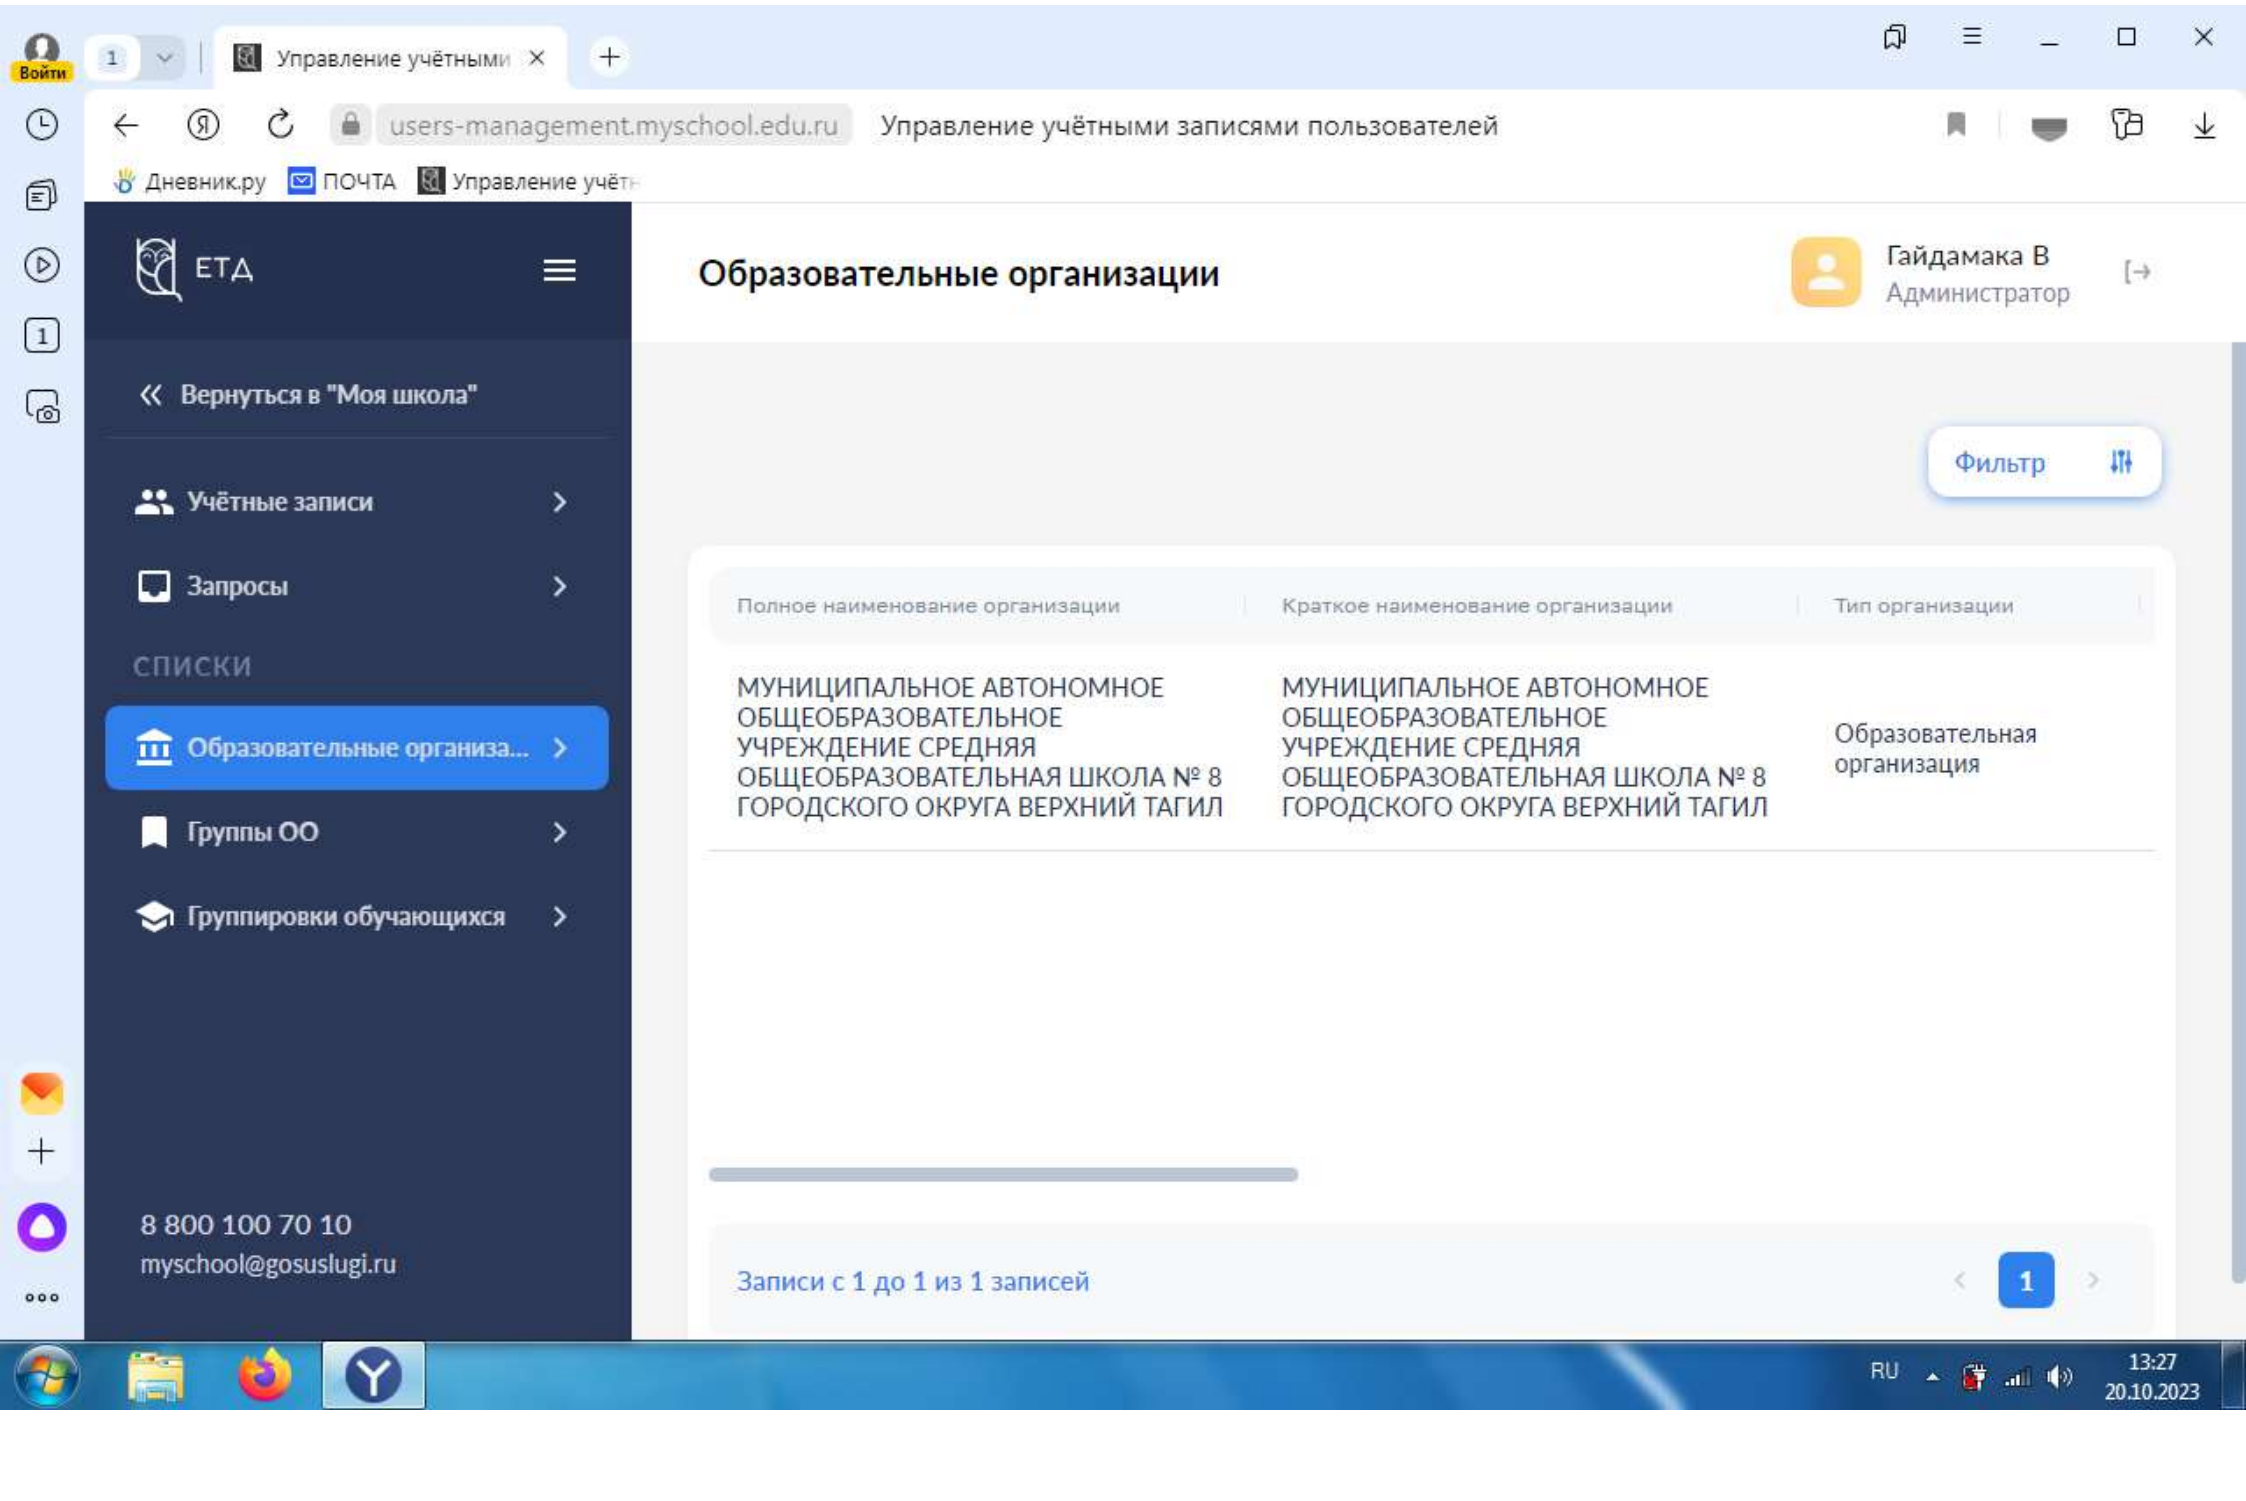 Войти
1
Управление учётными
users-management.myschool.edu.ru
Управление учётными записями пользователей
Дневник.ру
ПОЧТА
Управление учётн
1
ЕТД
Образовательные организации
Гайдамака В
Администратор
Вернуться в "Моя школа"
Фильтр
Учётные записи
Запросы
СПИСКИ
Образовательные организа...
Группы ОО
Группировки обучающихся
8 800 100 70 10
myschool@gosuslugi.ru
Полное наименование организации
Краткое наименование организации
Тип организации
МУНИЦИПАЛЬНОЕ АВТОНОМНОЕ
ОБЩЕОБРАЗОВАТЕЛЬНОЕ
УЧРЕЖДЕНИЕ СРЕДНЯЯ
ОБЩЕОБРАЗОВАТЕЛЬНАЯ ШКОЛА № 8
ГОРОДСКОГО ОКРУГА ВЕРХНИЙ ТАГИЛ
МУНИЦИПАЛЬНОЕ АВТОНОМНОЕ
ОБЩЕОБРАЗОВАТЕЛЬНОЕ
УЧРЕЖДЕНИЕ СРЕДНЯЯ
ОБЩЕОБРАЗОВАТЕЛЬНАЯ ШКОЛА № 8
ГОРОДСКОГО ОКРУГА ВЕРХНИЙ ТАГИЛ
Образовательная
организация
Записи с 1 до 1 из 1 записей
1
RU
13:27
20.10.2023